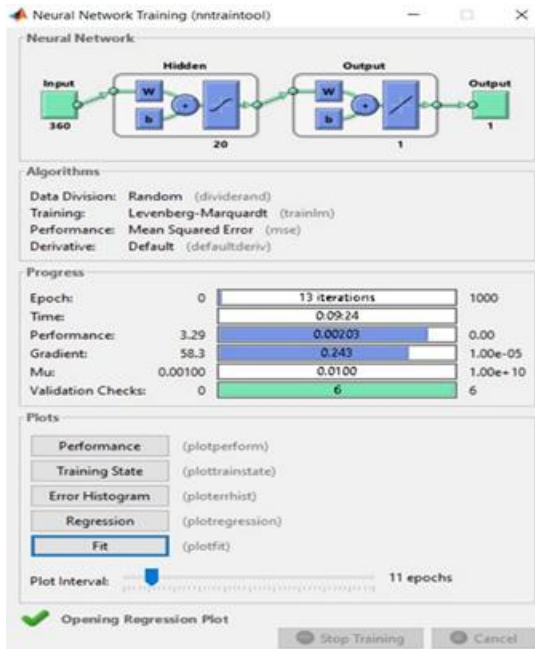 Neural Network Training (nntraintool)
Neural Network
Hidden
Output
Input
Output
W
W
b
b
360
20
1
1
Algorithms
Data Division: Random (dividerand)
Training: Levenberg-Marquardt (trainlm)
Performance: Mean Squared Error (mse)
Derivative: Default (defaultderiv)
Progress
Epoch: 0 13 iterations 1000
Time: 0:09:24
Performance: 3.29 0.00203 0.00
Gradient: 58.3 0.243 1.00e-05
Mu: 0.00100 0.0100 1.00e+10
Validation Checks: 0 6 6
Plots
Performance (plotperform)
Training State (plottrainstate)
Error Histogram (ploterrhist)
Regression (plotregression)
Fit (plotfit)
Plot Interval: 11 epochs
Opening Regression Plot
Stop Training Cancel